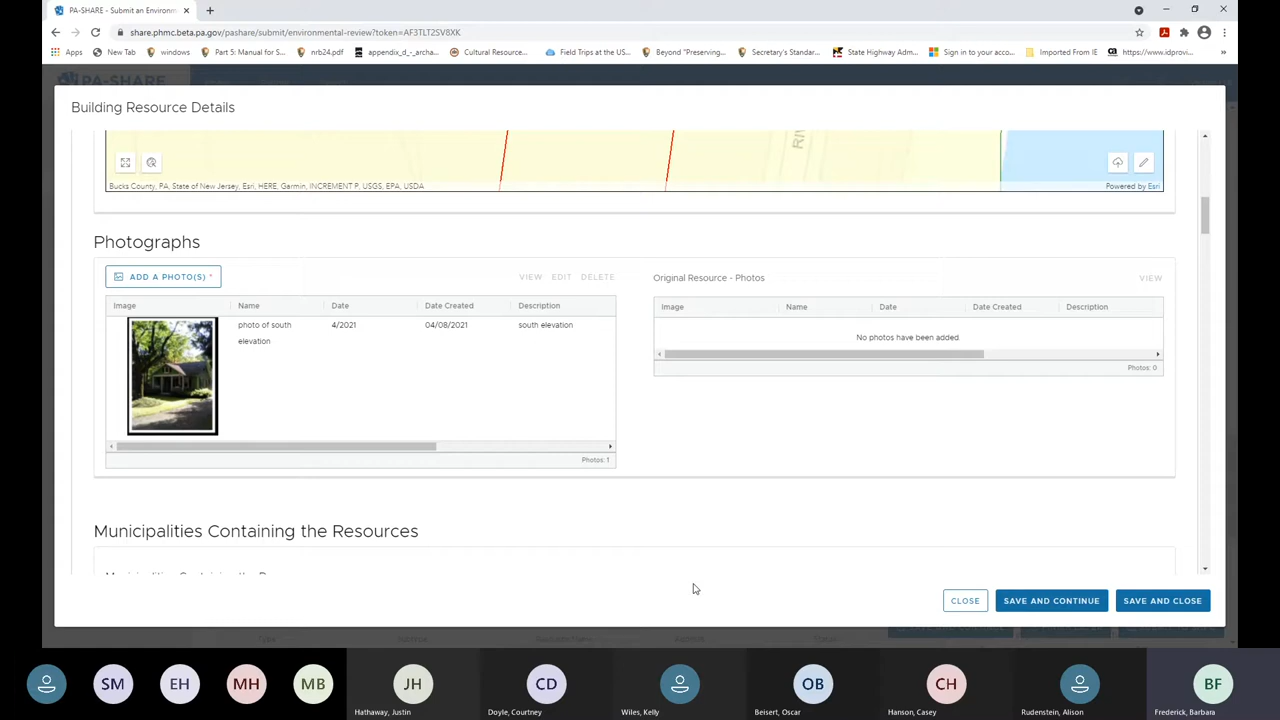 PA-SHARE - Submit an Environm
share.phmc.beta.pa.gov/pashare/submit/environmental-review?token=AF3TLT2SV8XK
Apps New Tab windows Part 5: Manual for S... nrb24.pdf appendix_d_-_archa... Cultural Resource... Field Trips at the US... Beyond "Preserving... Secretary's Standar... State Highway Adm... Sign in to your acco... Imported From IE https://www.idprovi...
PA-SHARE
Building Resource Details
RIV
Bucks County, PA, State of New Jersey, Esri, HERE, Garmin, INCREMENT P, USGS, EPA, USDA Powered by Esri
Photographs
ADD A PHOTO(S) * VIEW EDIT DELETE
Original Resource - Photos VIEW
Image Name Date Date Created Description
Image Name Date Date Created Description
photo of south 4/2021 04/08/2021 south elevation
elevation
No photos have been added.
Photos: 0
Photos: 1
Municipalities Containing the Resources
CLOSE SAVE AND CONTINUE SAVE AND CLOSE
SM EH MH MB JH CD OB CH BF
Hathaway, Justin Doyle, Courtney Wiles, Kelly Beisert, Oscar Hanson, Casey Rudenstein, Alison Frederick, Barbara